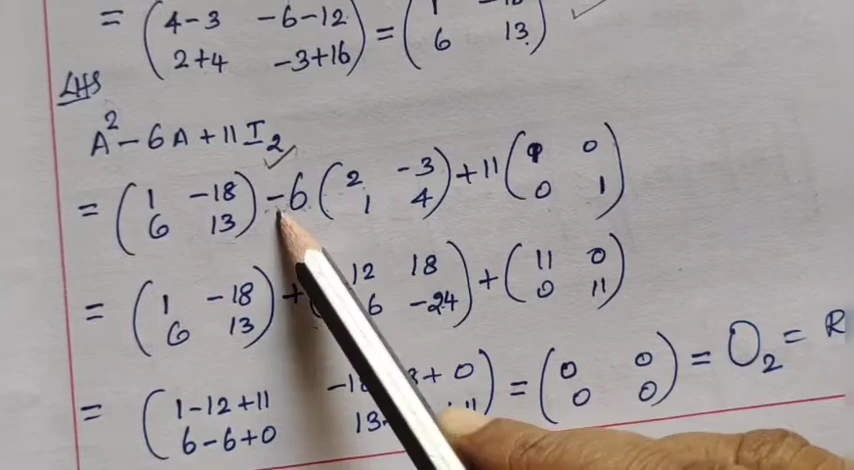 = (4-3 -6-12
2+4 -3+16) = (1
6 13)
LHS
A² - 6A + 11 I₂
= (1 -18
6 13) -6 (2 -3
1 4) + 11 (1 0
0 1)
= (1 -18
6 13) + 12 18
6 -24) + (11 0
0 11)
= (1-12+11 + 0
6-6+0 13 11) = (0 0
0 0) = O₂ = R